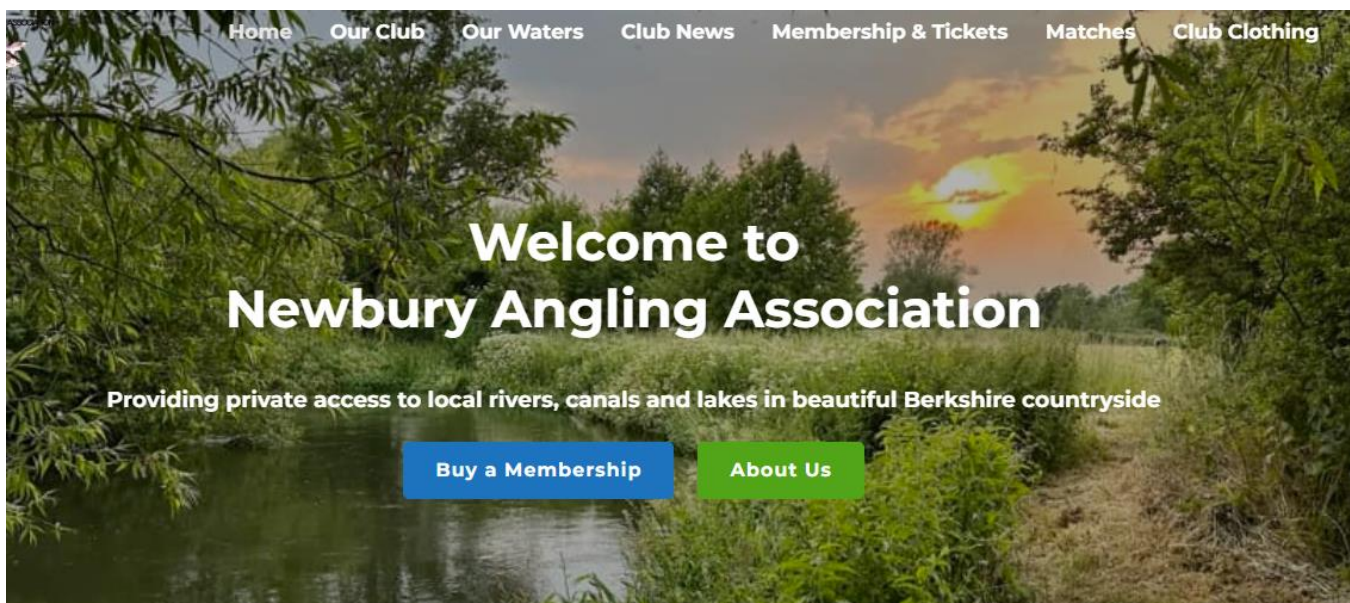 Home Our Club Our Waters Club News Membership & Tickets Matches Club Clothing
Welcome to
Newbury Angling Association
Providing private access to local rivers, canals and lakes in beautiful Berkshire countryside
Buy a Membership About Us